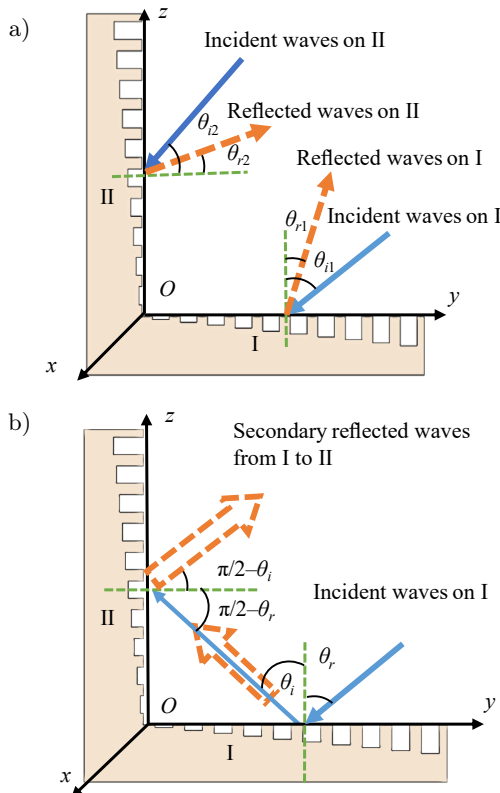 a)
z
Incident waves on II
Reflected waves on II
θi2
θr2
Reflected waves on I
II
θr1
Incident waves on I
θi1
O
y
I
x
b)
z
Secondary reflected waves
from I to II
π/2–θi
Incident waves on I
II
π/2–θr
θr
θi
O
y
I
x